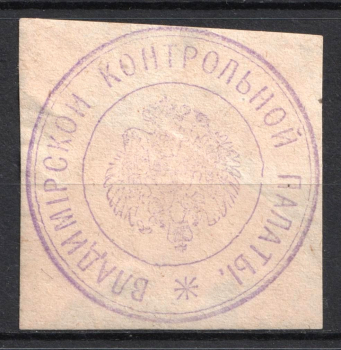 ВЛАДИМІРСКОЙ КОНТРОЛЬНОЙ ПАЛАТЫ.